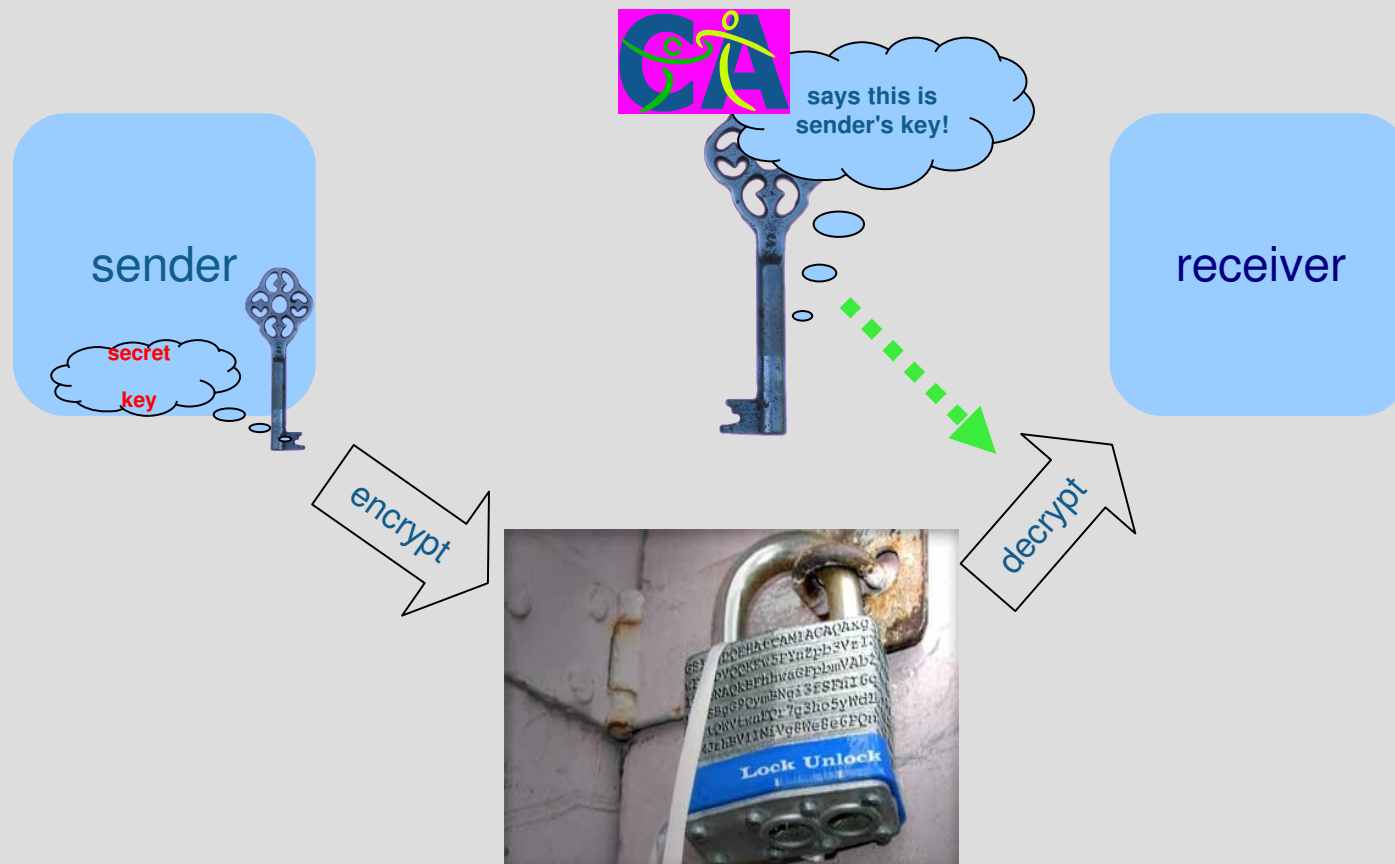 CA
says this is
sender's key!
sender
receiver
secret
key
encrypt
decrypt
Lock Unlock